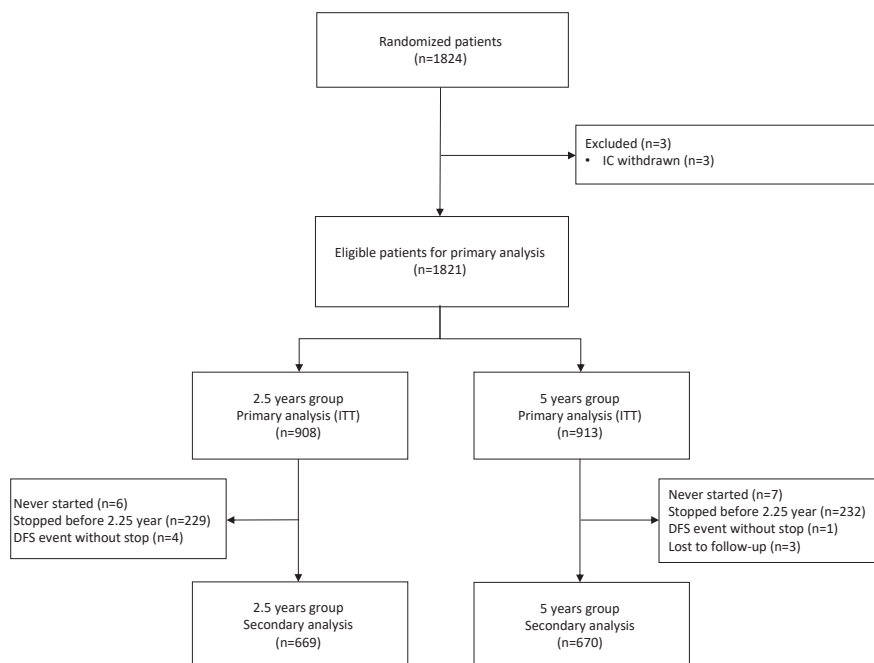 Randomized patients
(n=1824)
Excluded (n=3)
• IC withdrawn (n=3)
Eligible patients for primary analysis
(n=1821)
2.5 years group
Primary analysis (ITT)
(n=908)
5 years group
Primary analysis (ITT)
(n=913)
Never started (n=6)
Stopped before 2.25 year (n=229)
DFS event without stop (n=4)
Never started (n=7)
Stopped before 2.25 year (n=232)
DFS event without stop (n=1)
Lost to follow-up (n=3)
2.5 years group
Secondary analysis
(n=669)
5 years group
Secondary analysis
(n=670)